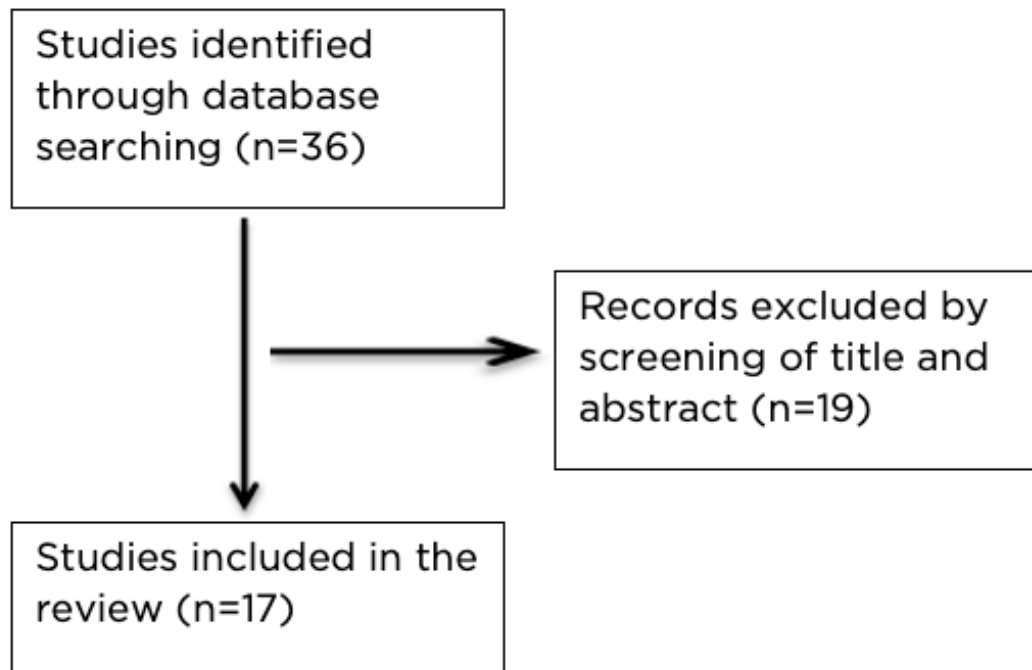 Studies identified
through database
searching (n=36)
Records excluded by
screening of title and
abstract (n=19)
Studies included in the
review (n=17)